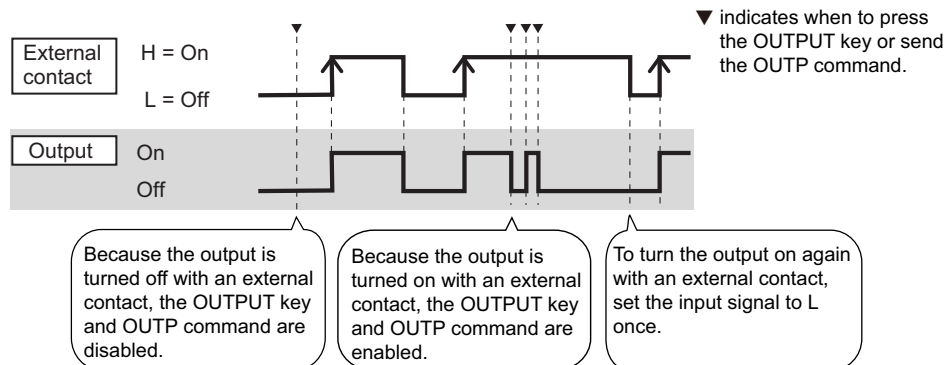 ▼ indicates when to press
the OUTPUT key or send
the OUTP command.
External
contact
H = On
L = Off
Output
On
Off
Because the output is
turned off with an external
contact, the OUTPUT key
and OUTP command are
disabled.
Because the output is
turned on with an external
contact, the OUTPUT key
and OUTP command are
enabled.
To turn the output on again
with an external contact,
set the input signal to L
once.